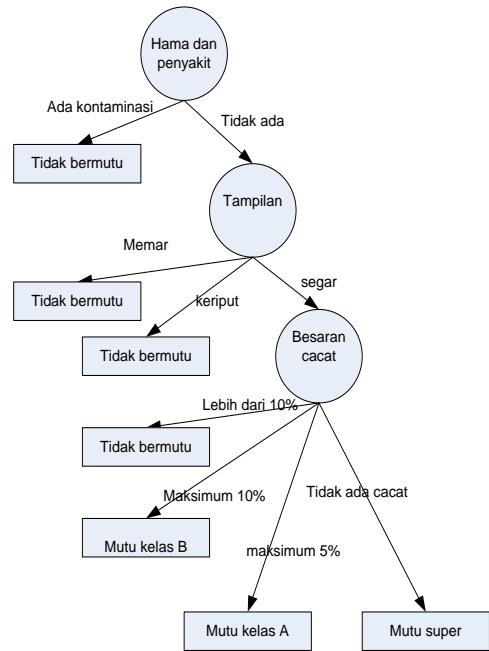 Hama dan
penyakit
Ada kontaminasi
Tidak ada
Tidak bermutu
Tampilan
Memar
segar
Tidak bermutu
keriput
Tidak bermutu
Besaran
cacat
Lebih dari 10%
Tidak bermutu
Tidak ada cacat
Maksimum 10%
Mutu kelas B
maksimum 5%
Mutu kelas A
Mutu super